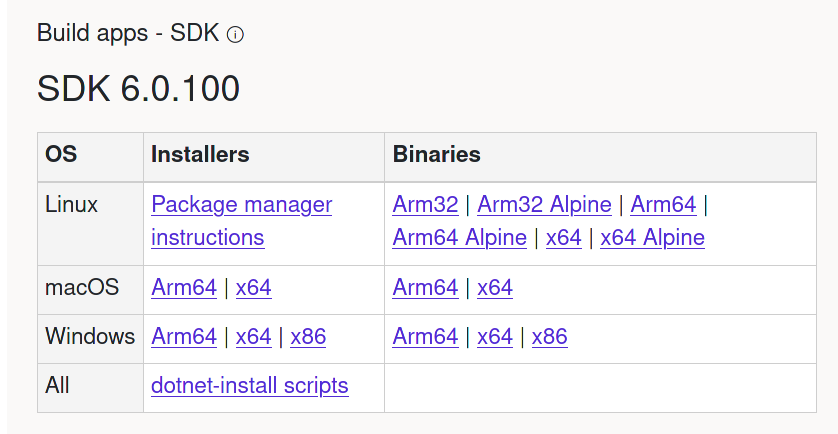 Build apps - SDK ⓘ
SDK 6.0.100
OS Installers Binaries
Linux Package manager instructions Arm32 | Arm32 Alpine | Arm64 |
Arm64 Alpine | x64 | x64 Alpine
macOS Arm64 | x64 Arm64 | x64
Windows Arm64 | x64 | x86 Arm64 | x64 | x86
All dotnet-install scripts